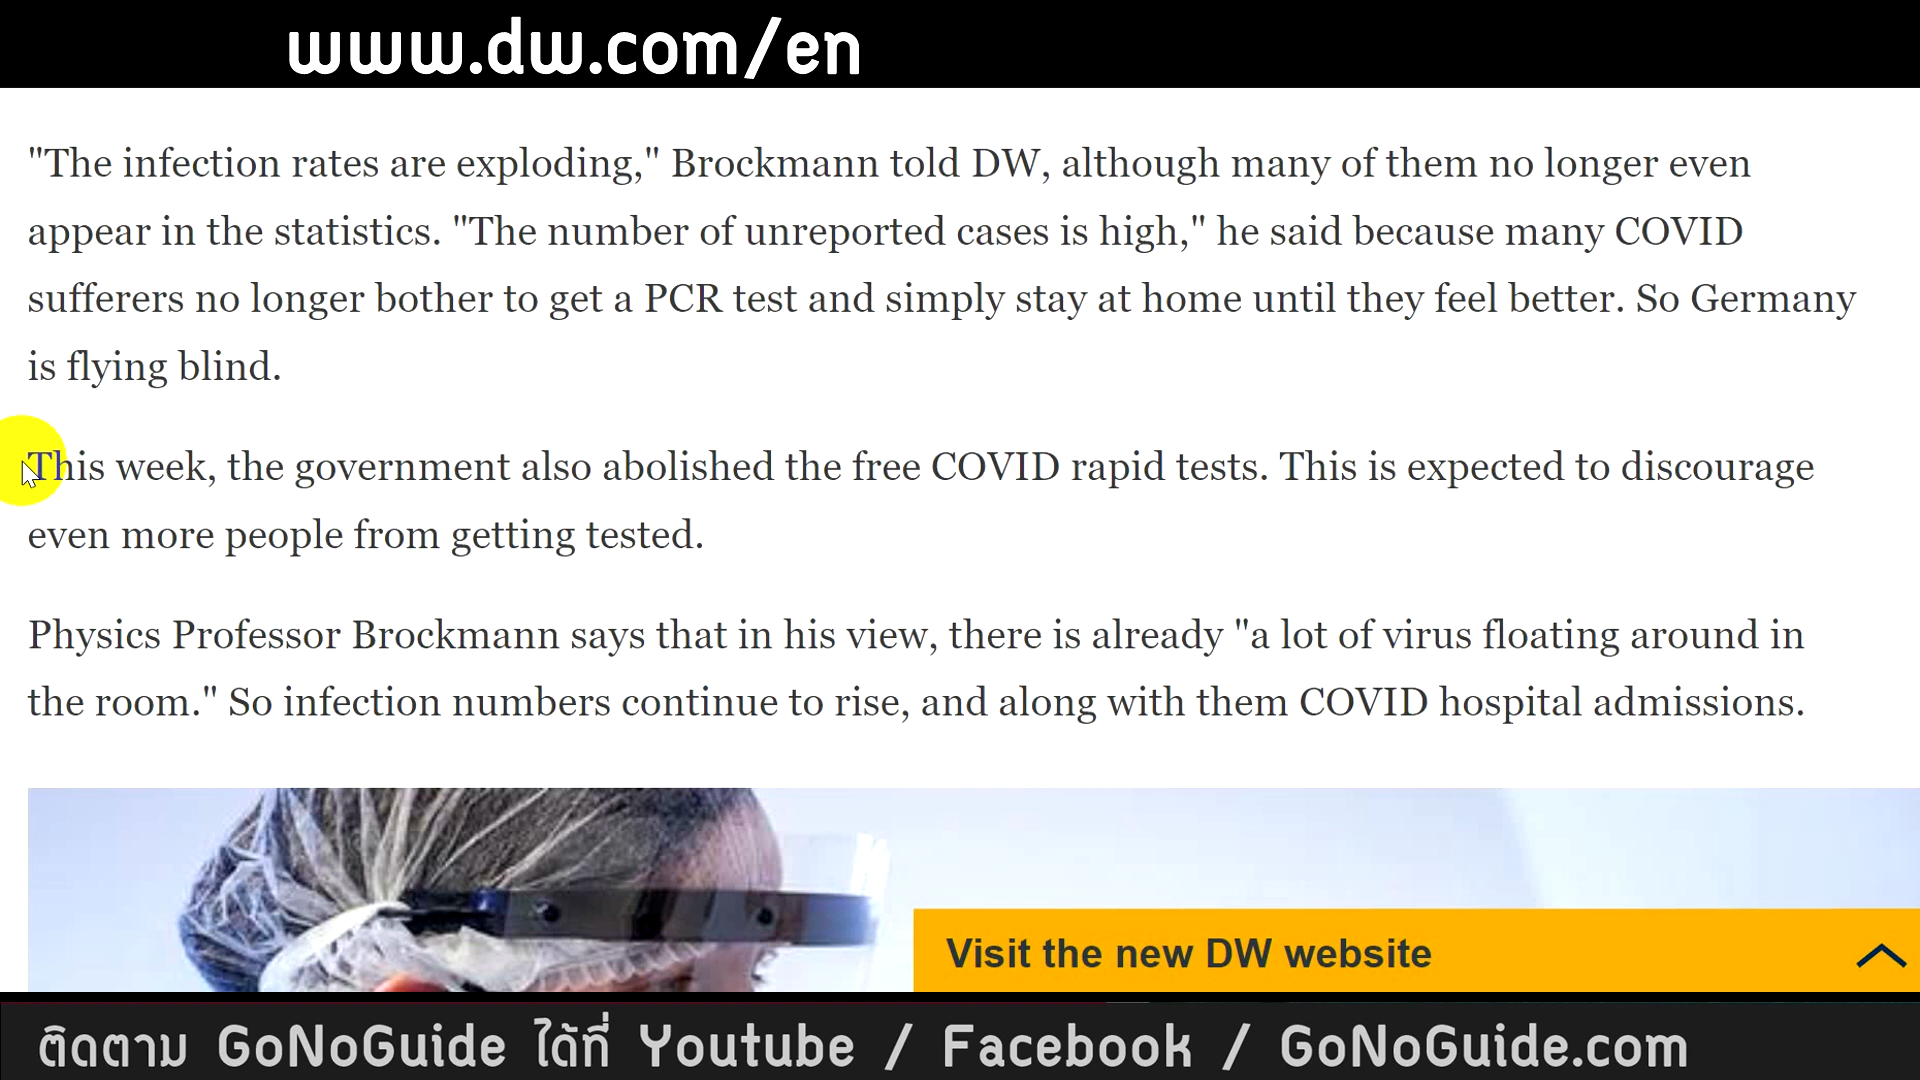 www.dw.com/en
"The infection rates are exploding," Brockmann told DW, although many of them no longer even
appear in the statistics. "The number of unreported cases is high," he said because many COVID
sufferers no longer bother to get a PCR test and simply stay at home until they feel better. So Germany
is flying blind.
This week, the government also abolished the free COVID rapid tests. This is expected to discourage
even more people from getting tested.
Physics Professor Brockmann says that in his view, there is already "a lot of virus floating around in
the room." So infection numbers continue to rise, and along with them COVID hospital admissions.
Visit the new DW website
ติดตาม GoNoGuide ได้ที่ Youtube / Facebook / GoNoGuide.com